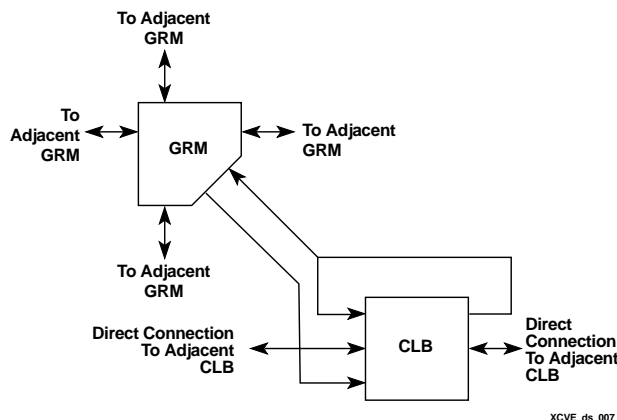 To Adjacent
GRM
To
Adjacent
GRM
GRM
To Adjacent
GRM
To Adjacent
GRM
Direct Connection
To Adjacent
CLB
CLB
Direct
Connection
To Adjacent
CLB
XCVE_ds_007